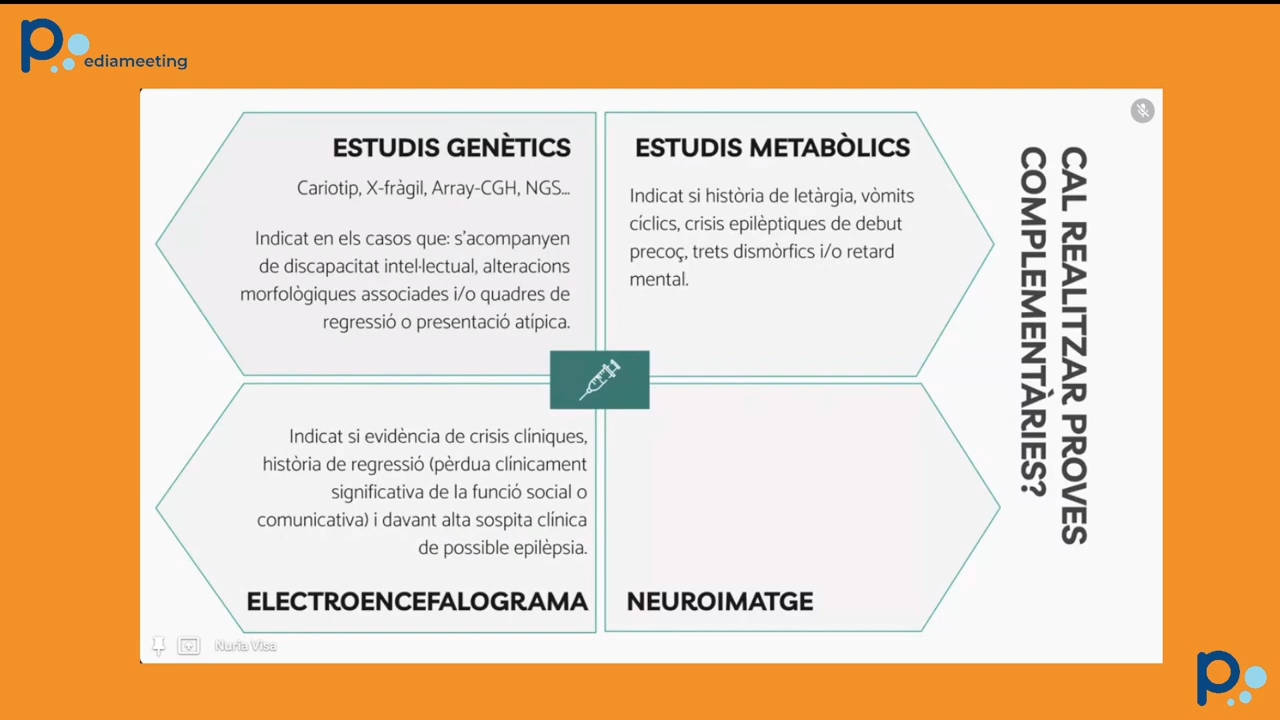 Pediameeting
ESTUDIS GENÈTICS
Cariotip, X-fràgil, Array-CGH, NGS...
Indicat en els casos que: s'acompanyen
de discapacitat intel·lectual, alteracions
morfològiques associades i/o quadres de
regressió o presentació atípica.
ESTUDIS METABÒLICS
Indicat si història de letàrgia, vòmits
cíclics, crisis epilèptiques de debut
precoç, trets dismòrfics i/o retard
mental.
CAL REALITZAR PROVES
COMPLEMENTÀRIES?
Indicat si evidència de crisis clíniques,
història de regressió (pèrdua clínicament
significativa de la funció social o
comunicativa) i davant alta sospita clínica
de possible epilèpsia.
ELECTROENCEFALOGRAMA
NEUROIMATGE
Nuria Visa
P